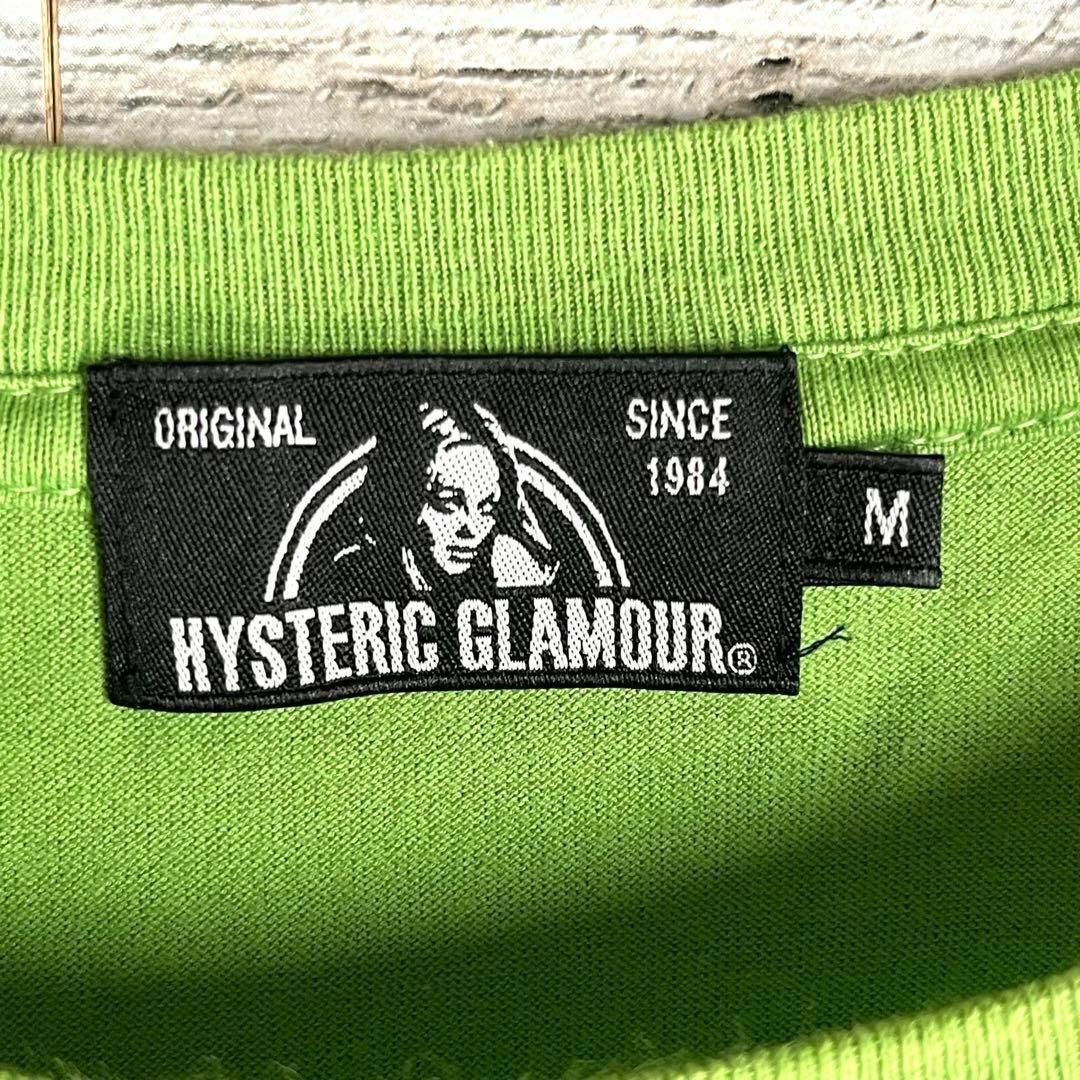 ORIGINAL
SINCE
1984
HYSTERIC GLAMOUR®
M